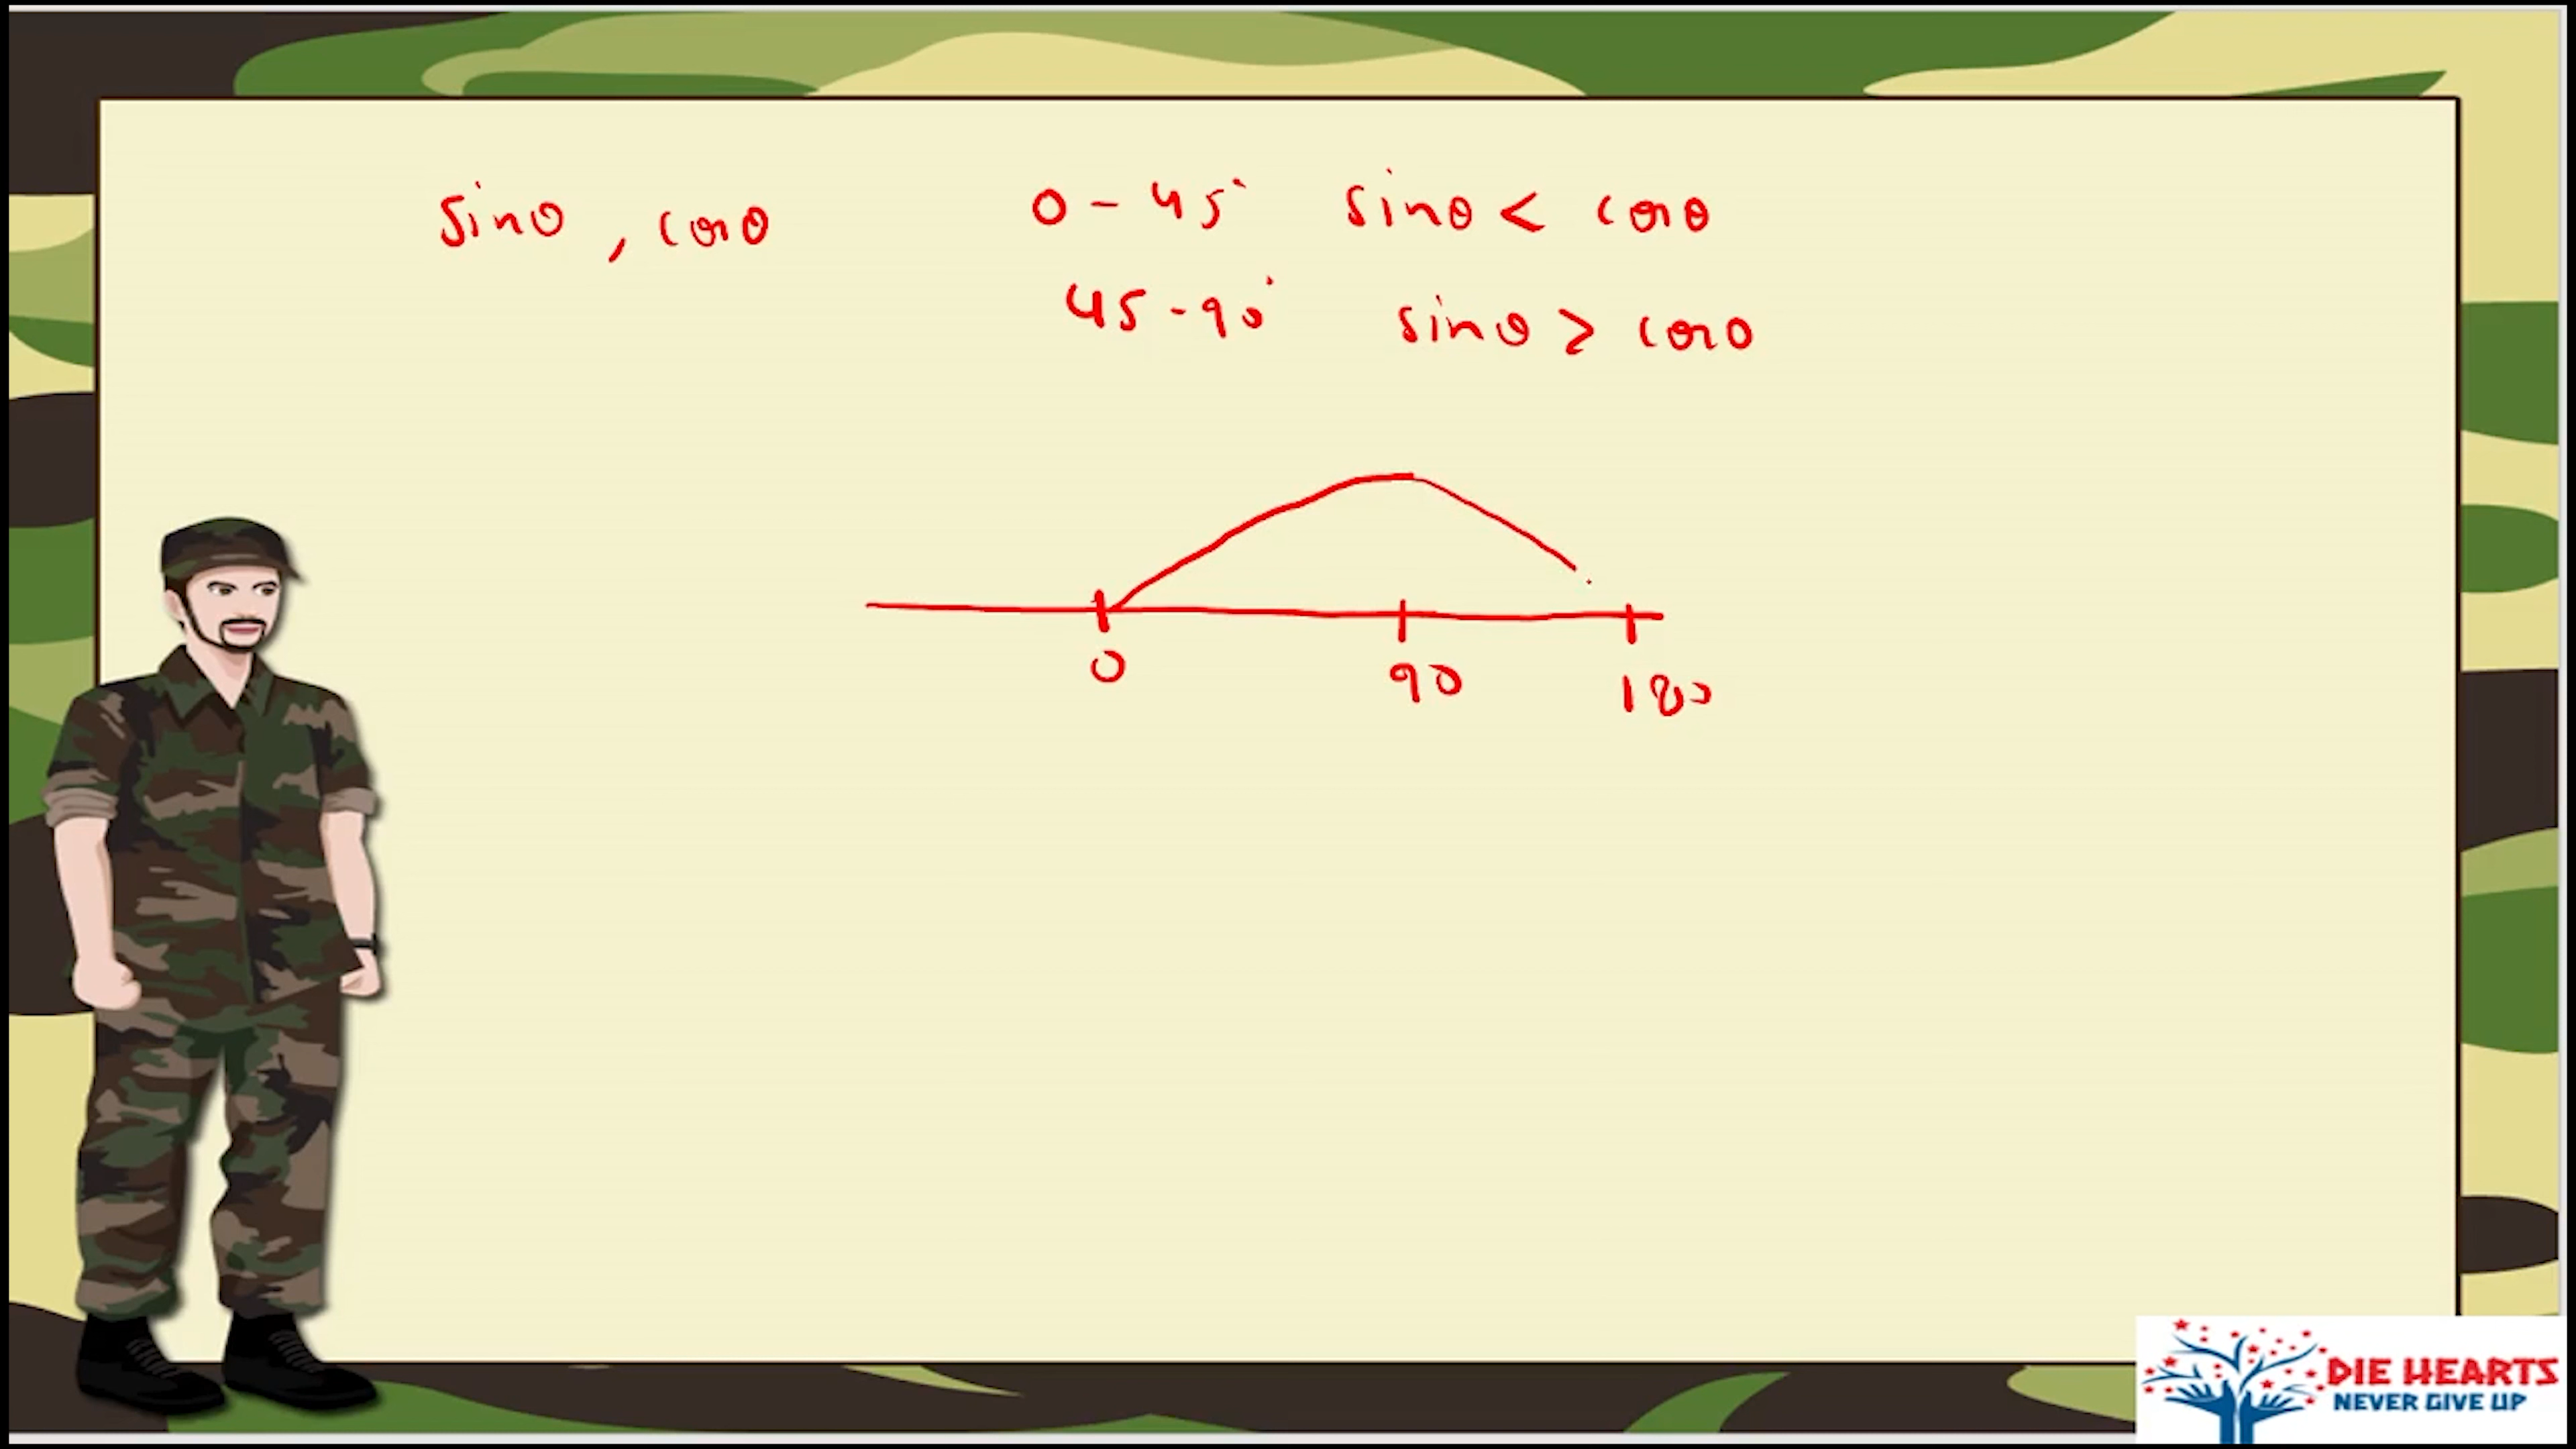 sinθ , cosθ
0 - 45° sinθ < cosθ
45 - 90° sinθ > cosθ
0 90 180
DIE HEARTS
NEVER GIVE UP